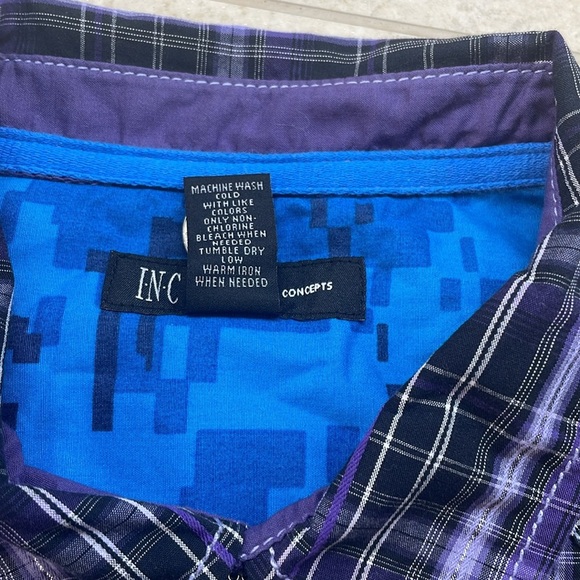 MACHINE WASH
COLD
WITH LIKE
COLORS
ONLY NON-
CHLORINE
BLEACH WHEN
NEEDED
TUMBLE DRY
LOW
WARM IRON
WHEN NEEDED
I·N·C
CONCEPTS